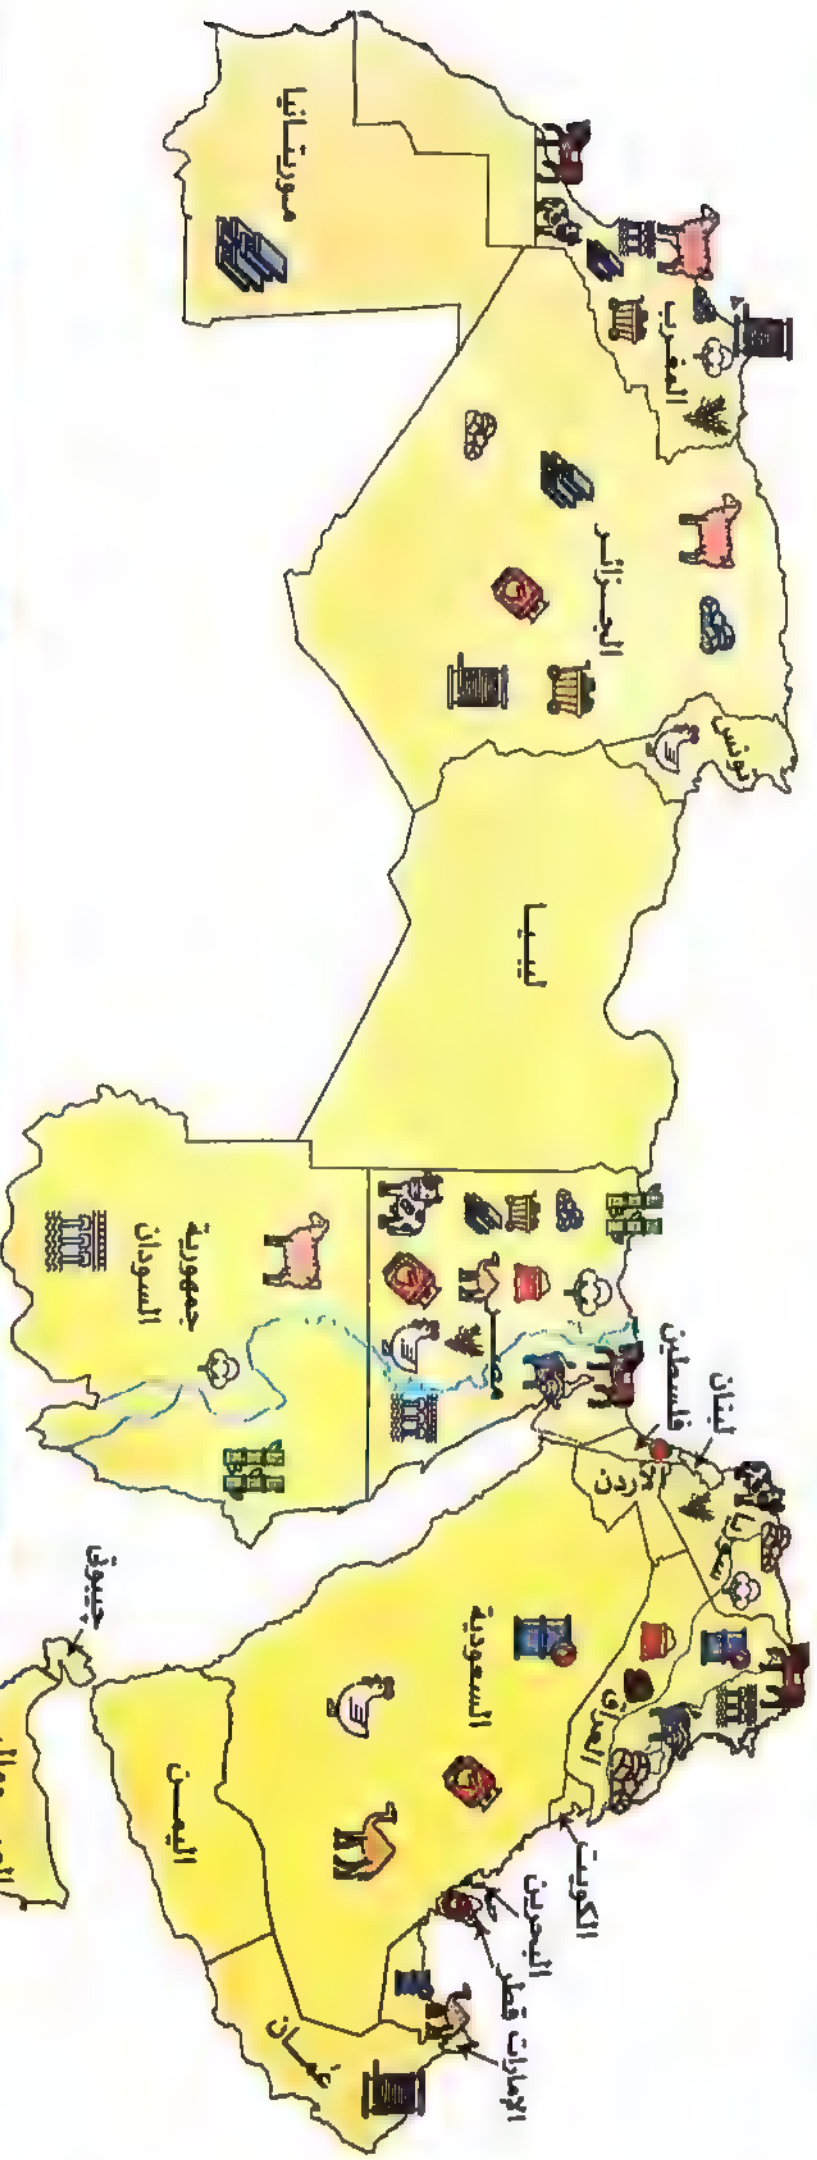 موريتانيا
المغرب
الجزائر
تونس
ليبيا
مصر
جمهورية
السودان
فلسطين
لبنان
الأردن
سوريا
العراق
السعودية
الكويت
البحرين
قطر
الامارات
عُمان
اليمن
جيبوتي